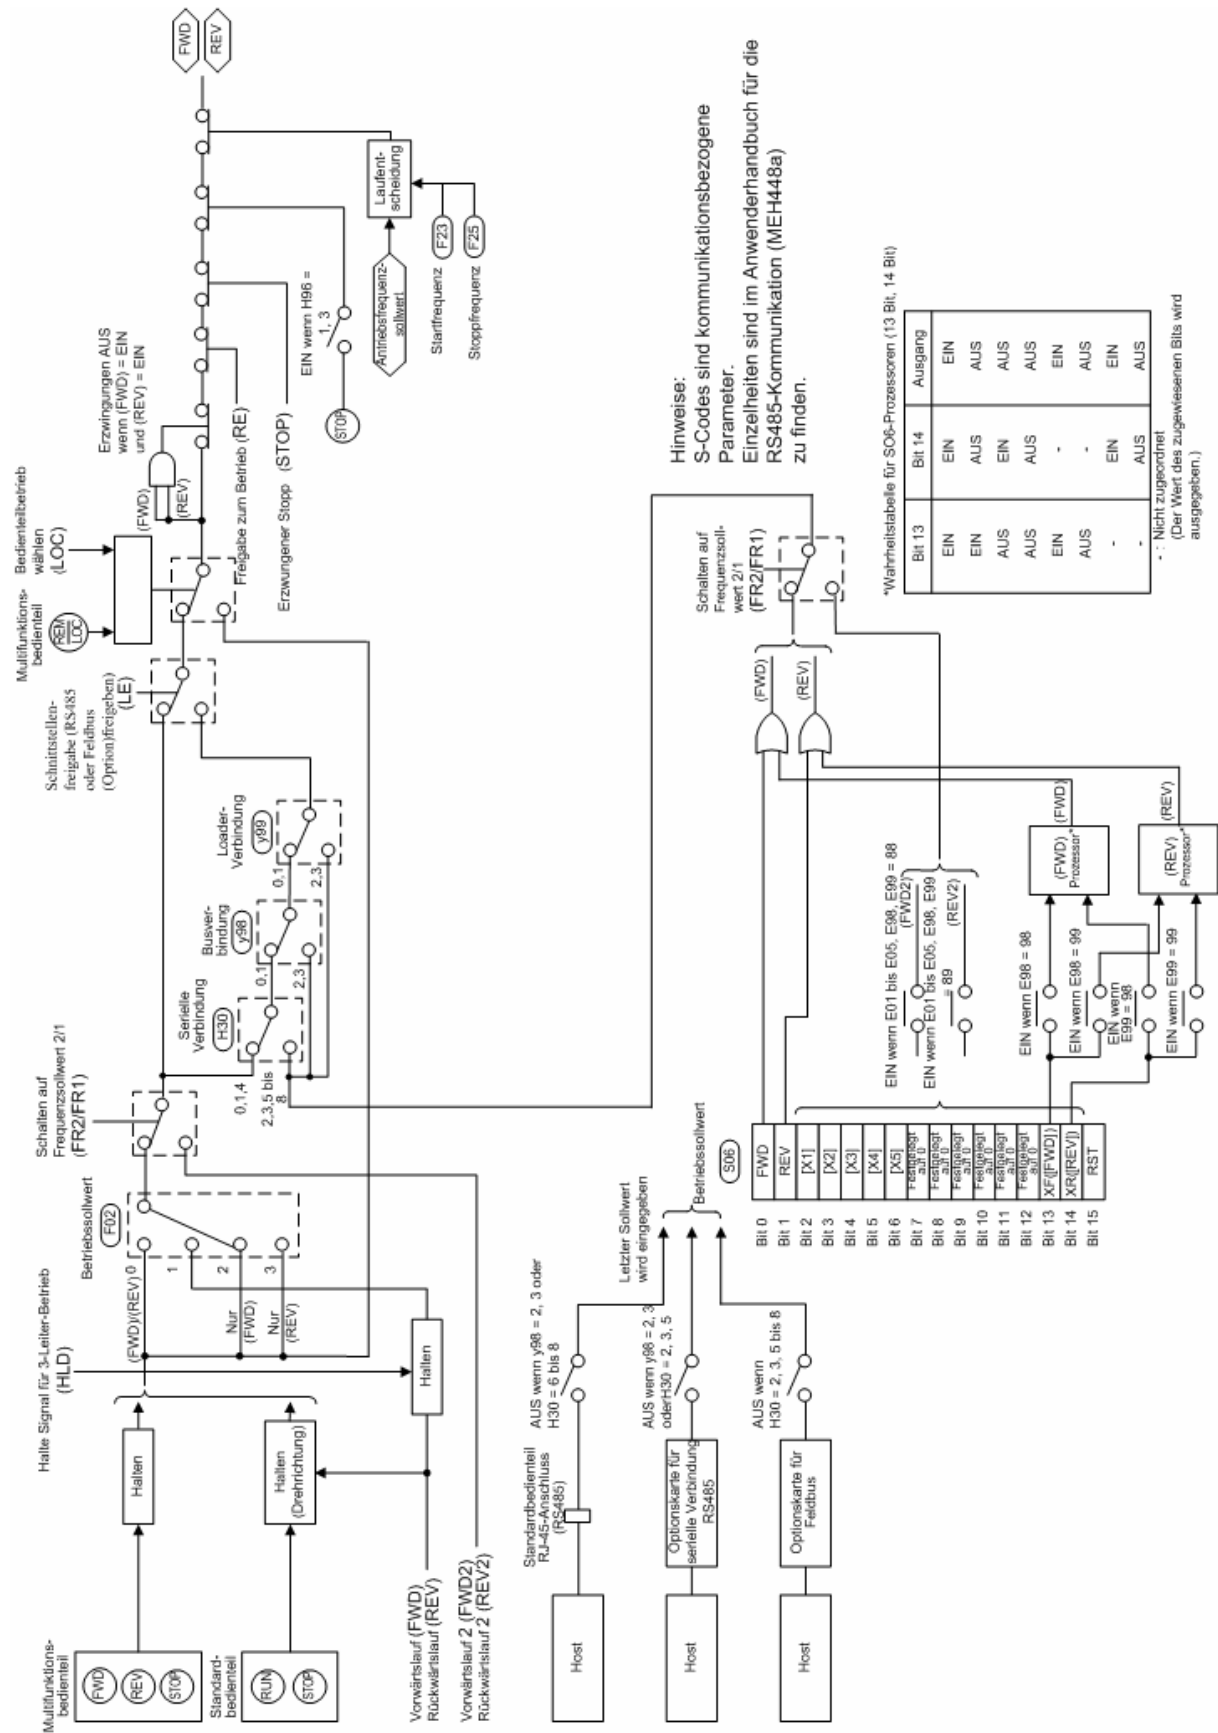 Multifunktions-
bedienteil
FWD
REV
STOP
Standard-
bedienteil
RUN
STOP
Halten
Halten
(Drehrichtung)
Halte Signal für 3-Leiter-Betrieb
(HLD)
Halten
Vorwärtslauf (FWD)
Rückwärtslauf (REV)
Vorwärtslauf 2 (FWD2)
Rückwärtslauf 2 (REV2)
Betriebssollwert
F02
(FWD)/(REV)
0
1
Nur
(FWD)
2
Nur
(REV)
3
Schalten auf
Frequenzsollwert 2/1
(FR2/FR1)
Serielle
Verbindung
H30
0,1,4
2,3,5 bis
8
Busver-
bindung
y98
0,1
2,3
Loader-
Verbindung
y99
0,1
2,3
Schnittstellen-
freigabe (RS485
oder Feldbus
(Option)freigeben)
(LE)
Multifunktions-
bedienteil
REM
LOC
Bedienteilbetrieb
wählen
(LOC)
(FWD)
(REV)
Erzwingungen AUS
wenn (FWD) = EIN
und (REV) = EIN
Freigabe zum Betrieb (RE)
Erzwungener Stopp (STOP)
EIN wenn H96 =
1, 3
STOP
Antriebsfrequenz-
sollwert
Laufent-
scheidung
Startfrequenz
F23
Stoppfrequenz
F25
FWD
REV
Hinweise:
S-Codes sind kommunikationsbezogene
Parameter.
Einzelheiten sind im Anwenderhandbuch für die
RS485-Kommunikation (MEH448a)
zu finden.
Host
Standardbedienteil
RJ-45-Anschluss
(RS485)
AUS wenn y98 = 2, 3 oder
H30 = 6 bis 8
Host
Optionskarte für
serielle Verbindung
RS485
AUS wenn y98 = 2, 3
oderH30 = 2, 3, 5
Host
Optionskarte für
Feldbus
AUS wenn
H30 = 2, 3, 5 bis 8
Letzter Sollwert
wird eingegeben
Betriebssollwert
S06
Bit 0 FWD
Bit 1 REV
Bit 2 [X1]
Bit 3 [X2]
Bit 4 [X3]
Bit 5 [X4]
Bit 6 [X5]
Bit 7 Festgelegt auf 0
Bit 8 Festgelegt auf 0
Bit 9 Festgelegt auf 0
Bit 10 Festgelegt auf 0
Bit 11 Festgelegt auf 0
Bit 12 Festgelegt auf 0
Bit 13 XF([FWD])
Bit 14 XR([REV])
Bit 15 RST
EIN wenn E01 bis E05, E98, E99 = 88
(FWD2)
EIN wenn E01 bis E05, E98, E99
= 89
(REV2)
EIN wenn E98 = 98
EIN wenn E98 = 99
EIN wenn
E99 = 98
EIN wenn E99 = 99
(FWD)
Prozessor*
(REV)
Prozessor*
(FWD)
(REV)
(FWD)
(REV)
Schalten auf
Frequenzsoll-
wert 2/1
(FR2/FR1)
*Wahrheitstabelle für SO6-Prozessoren (13 Bit, 14 Bit)
Bit 13 Bit 14 Ausgang
EIN EIN EIN
EIN AUS AUS
AUS EIN AUS
AUS AUS AUS
EIN - EIN
AUS - AUS
- EIN EIN
- AUS AUS
- : Nicht zugeordnet
(Der Wert des zugewiesenen Bits wird
ausgegeben.)